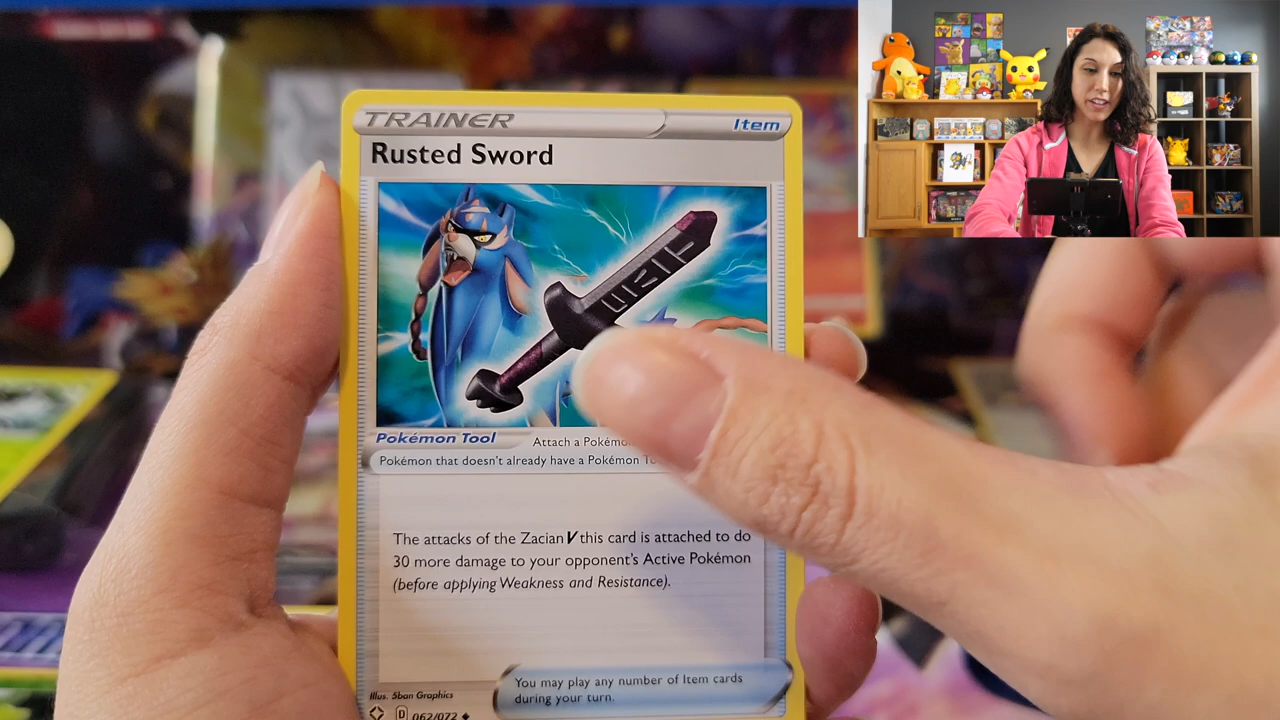 TRAINER
Item
Rusted Sword
Pokémon Tool
Attach a
Pokémon that doesn't already have a Pokémon
The attacks of the Zacian V this card is attached to do
30 more damage to your opponent's Active Pokémon
(before applying Weakness and Resistance).
You may play any number of Item cards
during your turn.
Illus. 5ban Graphics
D 062/072